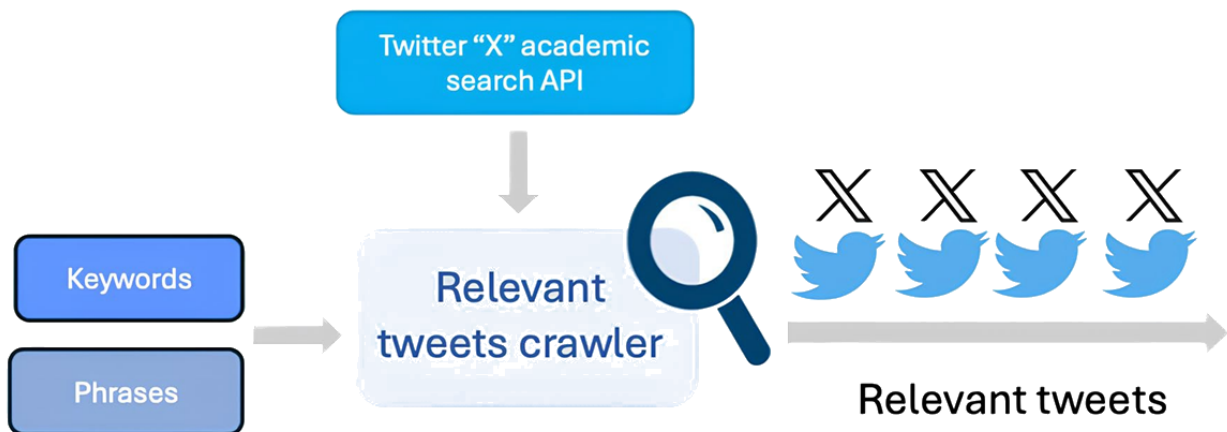 Twitter “X” academic
search API
Keywords
Phrases
Relevant
tweets crawler
Relevant tweets